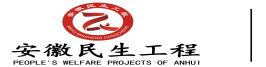 安徽民生工程
PEOPLE'S WELFARE PROJECTS OF ANHUI